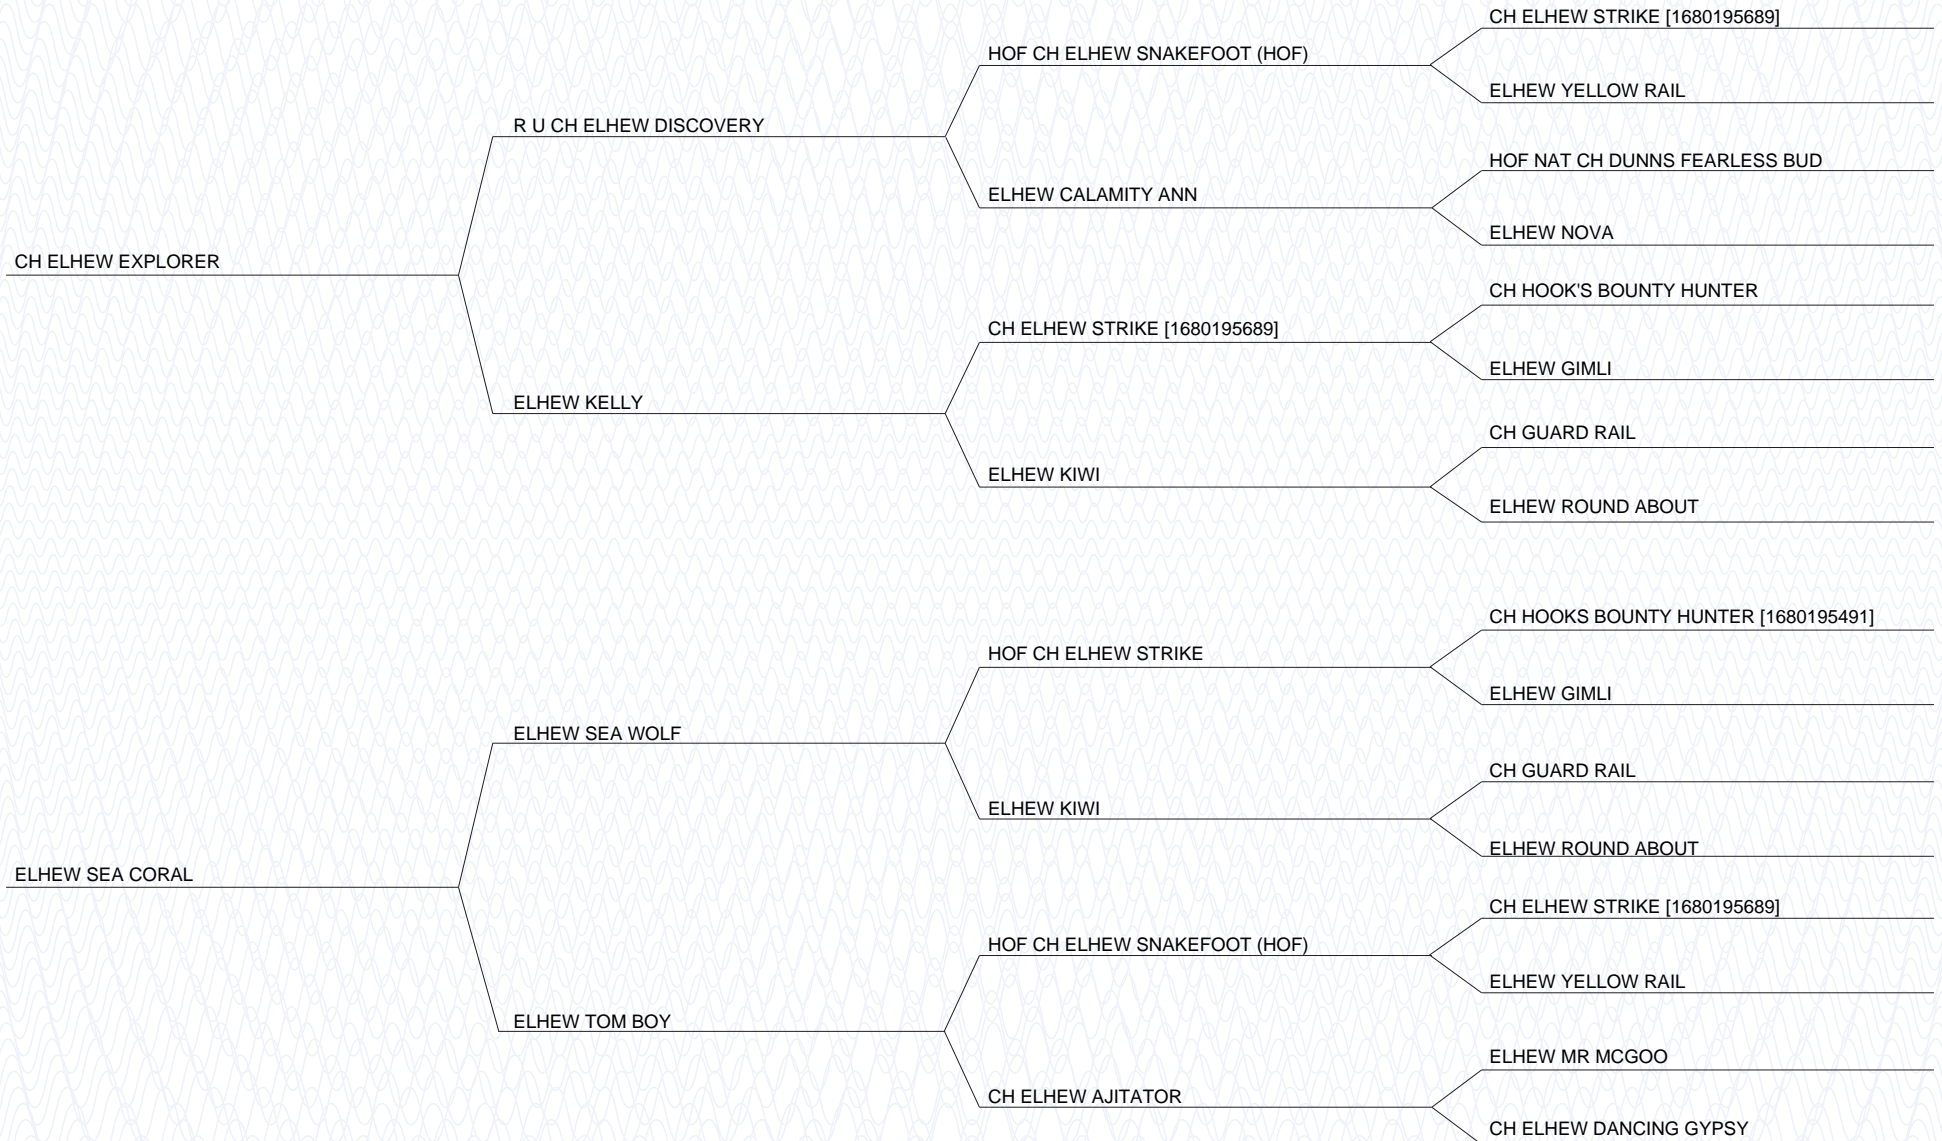 CH ELHEW STRIKE [1680195689]
HOF CH ELHEW SNAKEFOOT (HOF)
ELHEW YELLOW RAIL
R U CH ELHEW DISCOVERY
HOF NAT CH DUNNS FEARLESS BUD
ELHEW CALAMITY ANN
ELHEW NOVA
CH ELHEW EXPLORER
CH HOOK'S BOUNTY HUNTER
CH ELHEW STRIKE [1680195689]
ELHEW GIMLI
ELHEW KELLY
CH GUARD RAIL
ELHEW KIWI
ELHEW ROUND ABOUT
CH HOOKS BOUNTY HUNTER [1680195491]
HOF CH ELHEW STRIKE
ELHEW GIMLI
ELHEW SEA WOLF
CH GUARD RAIL
ELHEW KIWI
ELHEW ROUND ABOUT
ELHEW SEA CORAL
CH ELHEW STRIKE [1680195689]
HOF CH ELHEW SNAKEFOOT (HOF)
ELHEW YELLOW RAIL
ELHEW TOM BOY
ELHEW MR MCGOO
CH ELHEW AJITATOR
CH ELHEW DANCING GYPSY